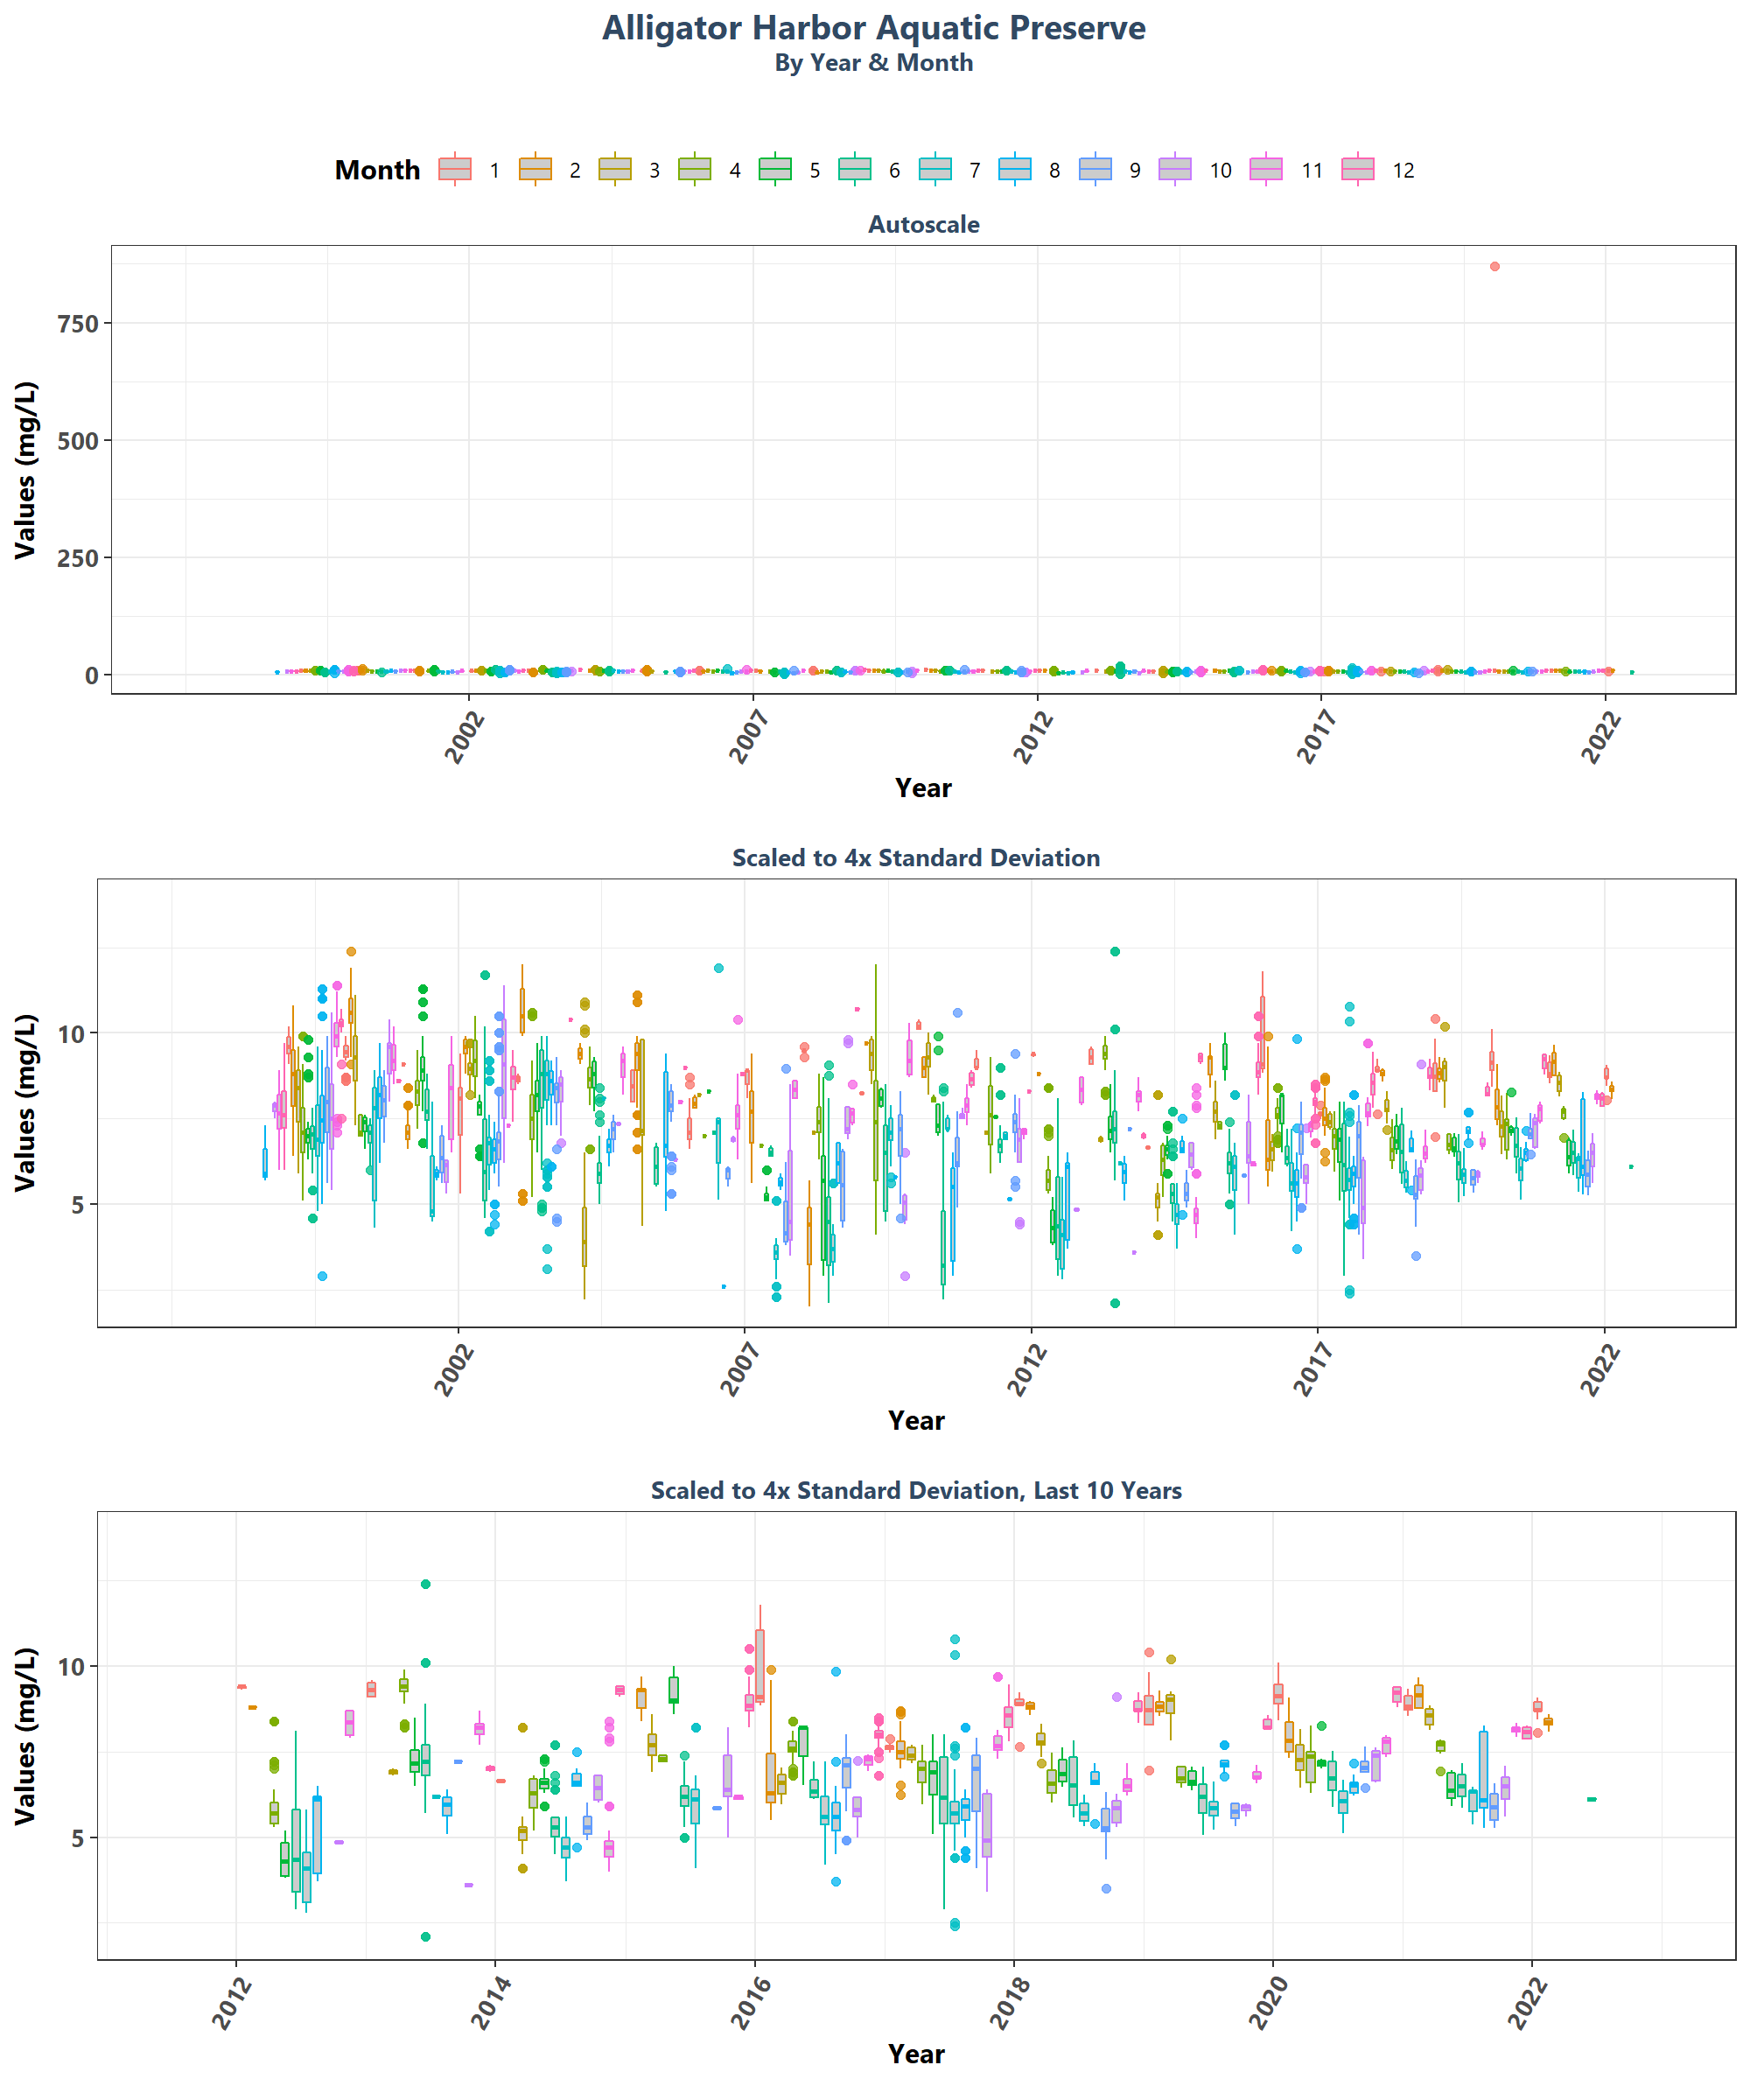 Alligator Harbor Aquatic Preserve
By Year & Month
Month 1 2 3 4 5 6 7 8 9 10 11 12
Autoscale
Values (mg/L)
750
500
250
0
2002 2007 2012 2017 2022
Year
Scaled to 4x Standard Deviation
Values (mg/L)
10
5
2002 2007 2012 2017 2022
Year
Scaled to 4x Standard Deviation, Last 10 Years
Values (mg/L)
10
5
2012 2014 2016 2018 2020 2022
Year